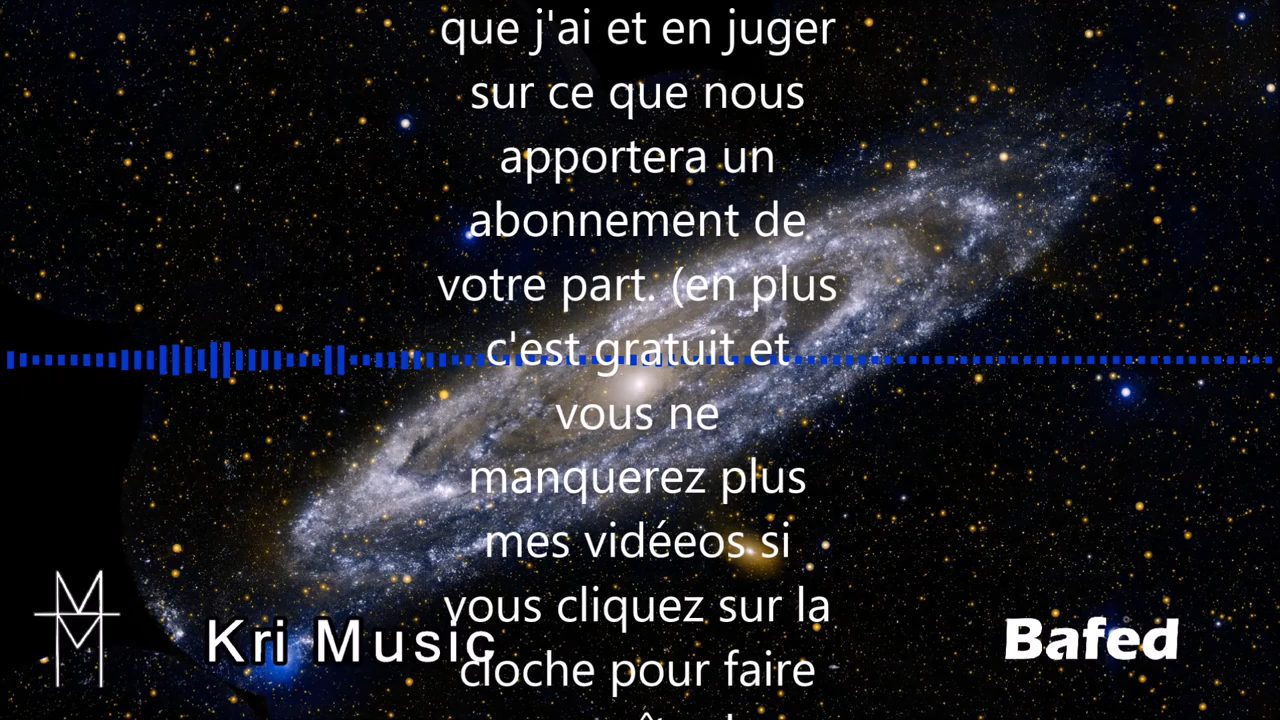 que j'ai et en juger
sur ce que nous
apportera un
abonnement de
votre part. (en plus
c'est gratuit et
vous ne
manquerez plus
mes vidéeos si
vous cliquez sur la
cloche pour faire
Kri Music
Bafed